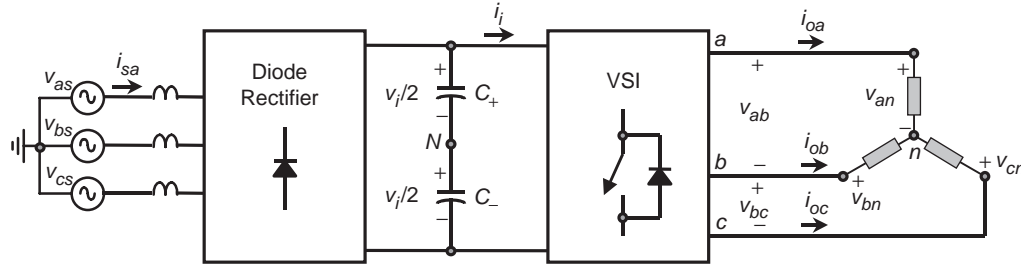 i_i
a
i_oa
v_as
i_sa
Diode
Rectifier
+
v_i/2
C_+
–
VSI
+
+
v_an
–
v_bs
N
v_ab
n
v_cs
+
v_i/2
C_–
–
b
–
i_ob
+
v_bc
–
+
v_bn
+
v_cn
c
i_oc